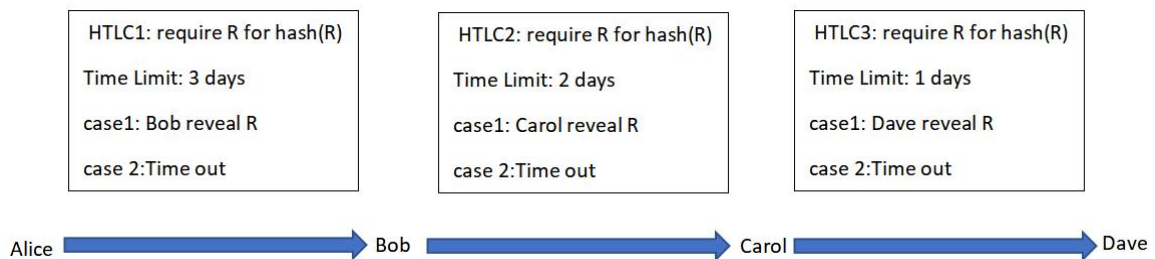 HTLC1: require R for hash(R)
Time Limit: 3 days
case1: Bob reveal R
case 2:Time out
HTLC2: require R for hash(R)
Time Limit: 2 days
case1: Carol reveal R
case 2:Time out
HTLC3: require R for hash(R)
Time Limit: 1 days
case1: Dave reveal R
case 2:Time out
Alice
Bob
Carol
Dave